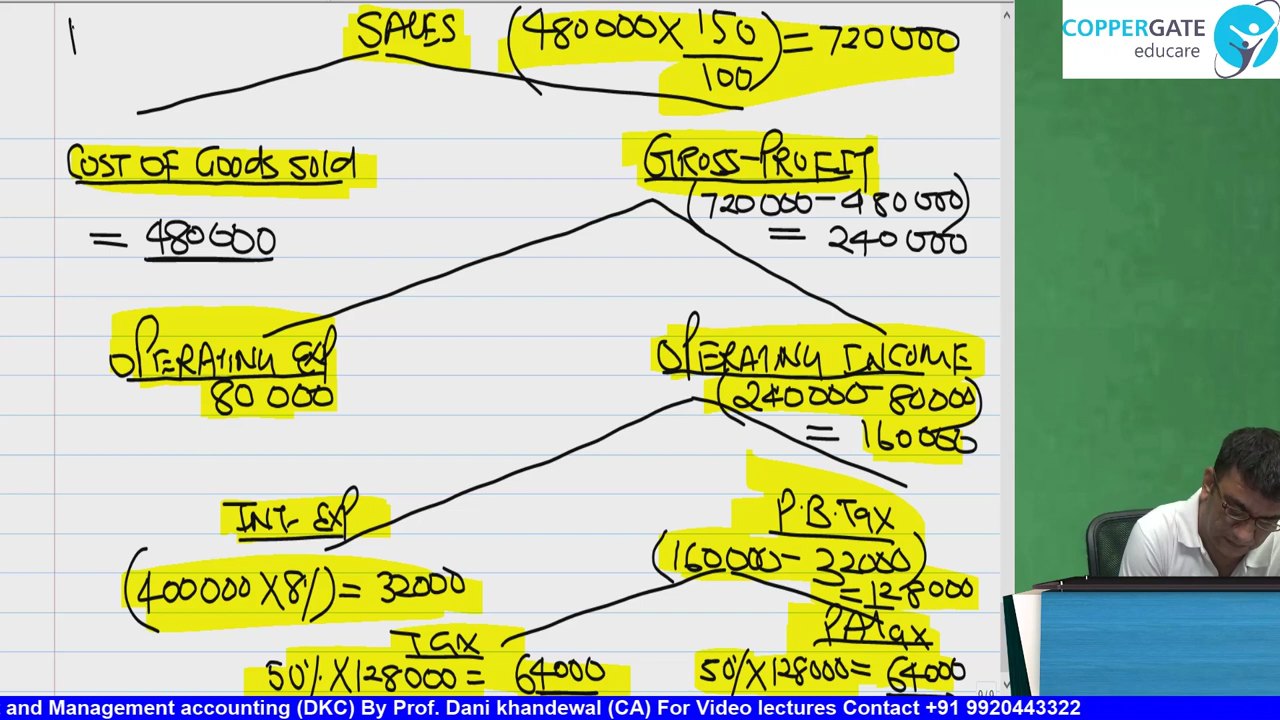 SALES (480000 X 150/100) = 720000
COPPERGATE
educare
COST OF GOODS SOLD
GROSS-PROFIT
(720000 - 480000)
= 480000
= 240000
OPERATING EXP
OPERATING INCOME
80000
(240000 - 80000)
= 160000
INT- EXP
P.B.Tax
(160000 - 32000)
(400000 X 8%) = 32000
= 128000
PATax
TAX
50% X 128000 = 64000
50% X 128000 = 64000
and Management accounting (DKC) By Prof. Dani khandewal (CA) For Video lectures Contact +91 9920443322